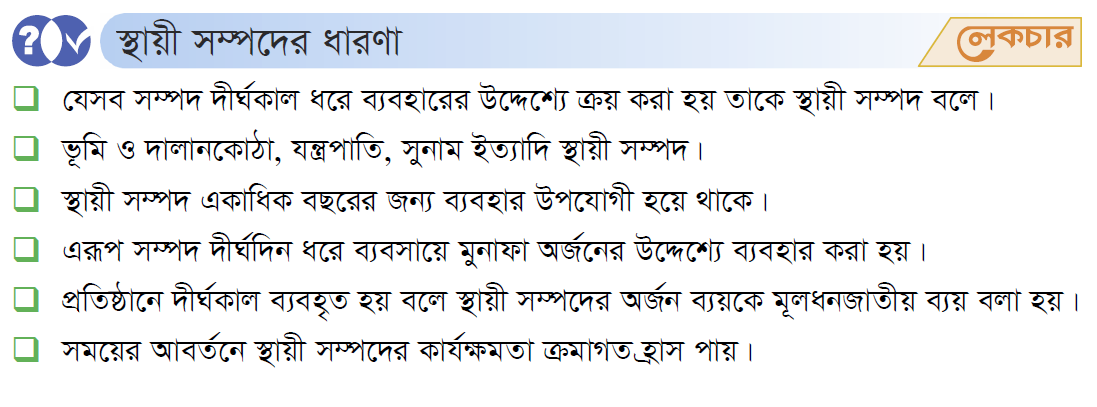 স্থায়ী সম্পদের ধারণা
লেকচার
যেসব সম্পদ দীর্ঘকাল ধরে ব্যবহারের উদ্দেশ্যে ক্রয় করা হয় তাকে স্থায়ী সম্পদ বলে।
ভূমি ও দালানকোঠা, যন্ত্রপাতি, সুনাম ইত্যাদি স্থায়ী সম্পদ।
স্থায়ী সম্পদ একাধিক বছরের জন্য ব্যবহার উপযোগী হয়ে থাকে।
এরূপ সম্পদ দীর্ঘদিন ধরে ব্যবসায়ে মুনাফা অর্জনের উদ্দেশ্যে ব্যবহার করা হয়।
প্রতিষ্ঠানে দীর্ঘকাল ব্যবহৃত হয় বলে স্থায়ী সম্পদের অর্জন ব্যয়কে মূলধনজাতীয় ব্যয় বলা হয়।
সময়ের আবর্তনে স্থায়ী সম্পদের কার্যক্ষমতা ক্রমাগত হ্রাস পায়।